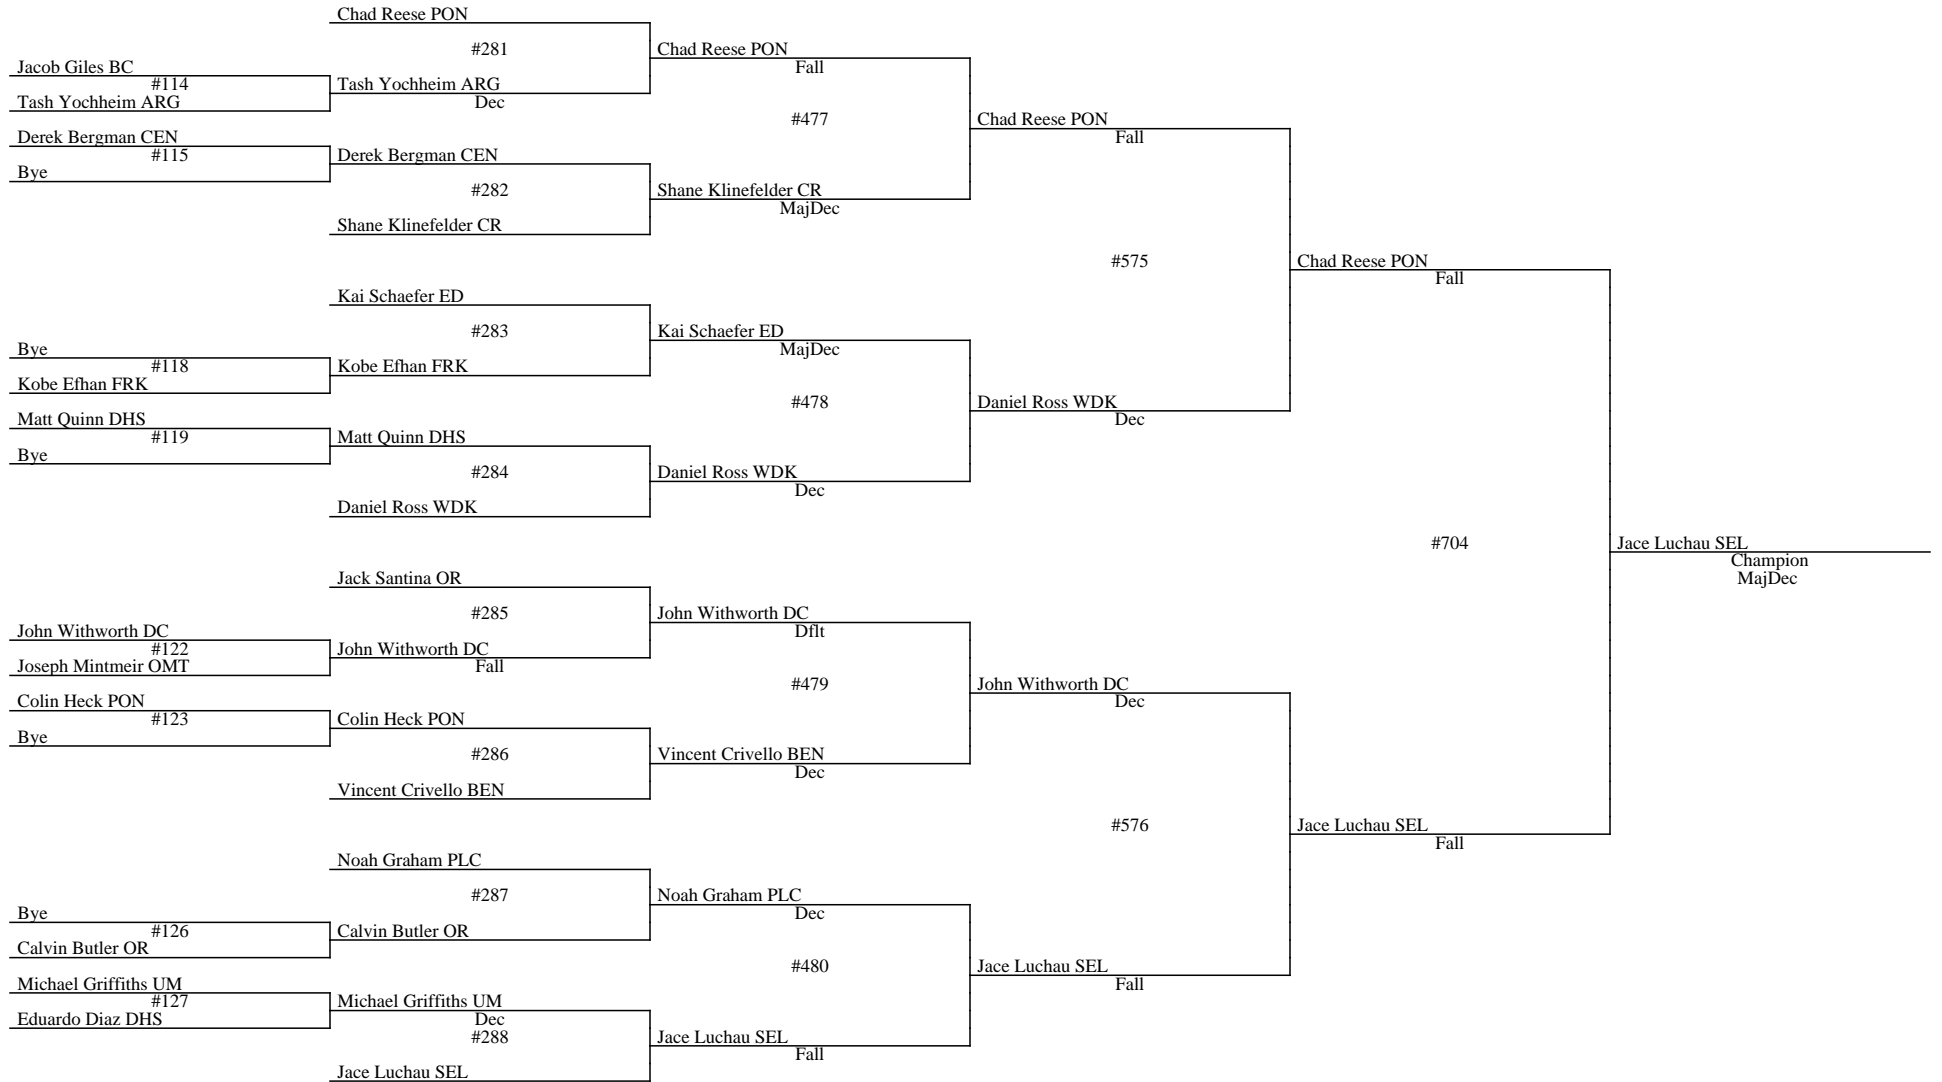 Chad Reese PON
#281
Chad Reese PON
Jacob Giles BC
Fall
#114
Tash Yochheim ARG
Tash Yochheim ARG
Dec
#477
Chad Reese PON
Derek Bergman CEN
Fall
#115
Derek Bergman CEN
Bye
#282
Shane Klinefelder CR
MajDec
Shane Klinefelder CR
#575
Chad Reese PON
Fall
Kai Schaefer ED
#283
Kai Schaefer ED
Bye
MajDec
#118
Kobe Efhan FRK
Kobe Efhan FRK
#478
Daniel Ross WDK
Matt Quinn DHS
Dec
#119
Matt Quinn DHS
Bye
#284
Daniel Ross WDK
Dec
Daniel Ross WDK
#704
Jace Luchau SEL
Champion
MajDec
Jack Santina OR
#285
John Withworth DC
John Withworth DC
Dflt
#122
John Withworth DC
Joseph Mintmeir OMT
Fall
#479
John Withworth DC
Colin Heck PON
Dec
#123
Colin Heck PON
Bye
#286
Vincent Crivello BEN
Dec
Vincent Crivello BEN
#576
Jace Luchau SEL
Fall
Noah Graham PLC
#287
Noah Graham PLC
Bye
Dec
#126
Calvin Butler OR
Calvin Butler OR
#480
Jace Luchau SEL
Michael Griffiths UM
Fall
#127
Michael Griffiths UM
Eduardo Diaz DHS
Dec
#288
Jace Luchau SEL
Fall
Jace Luchau SEL